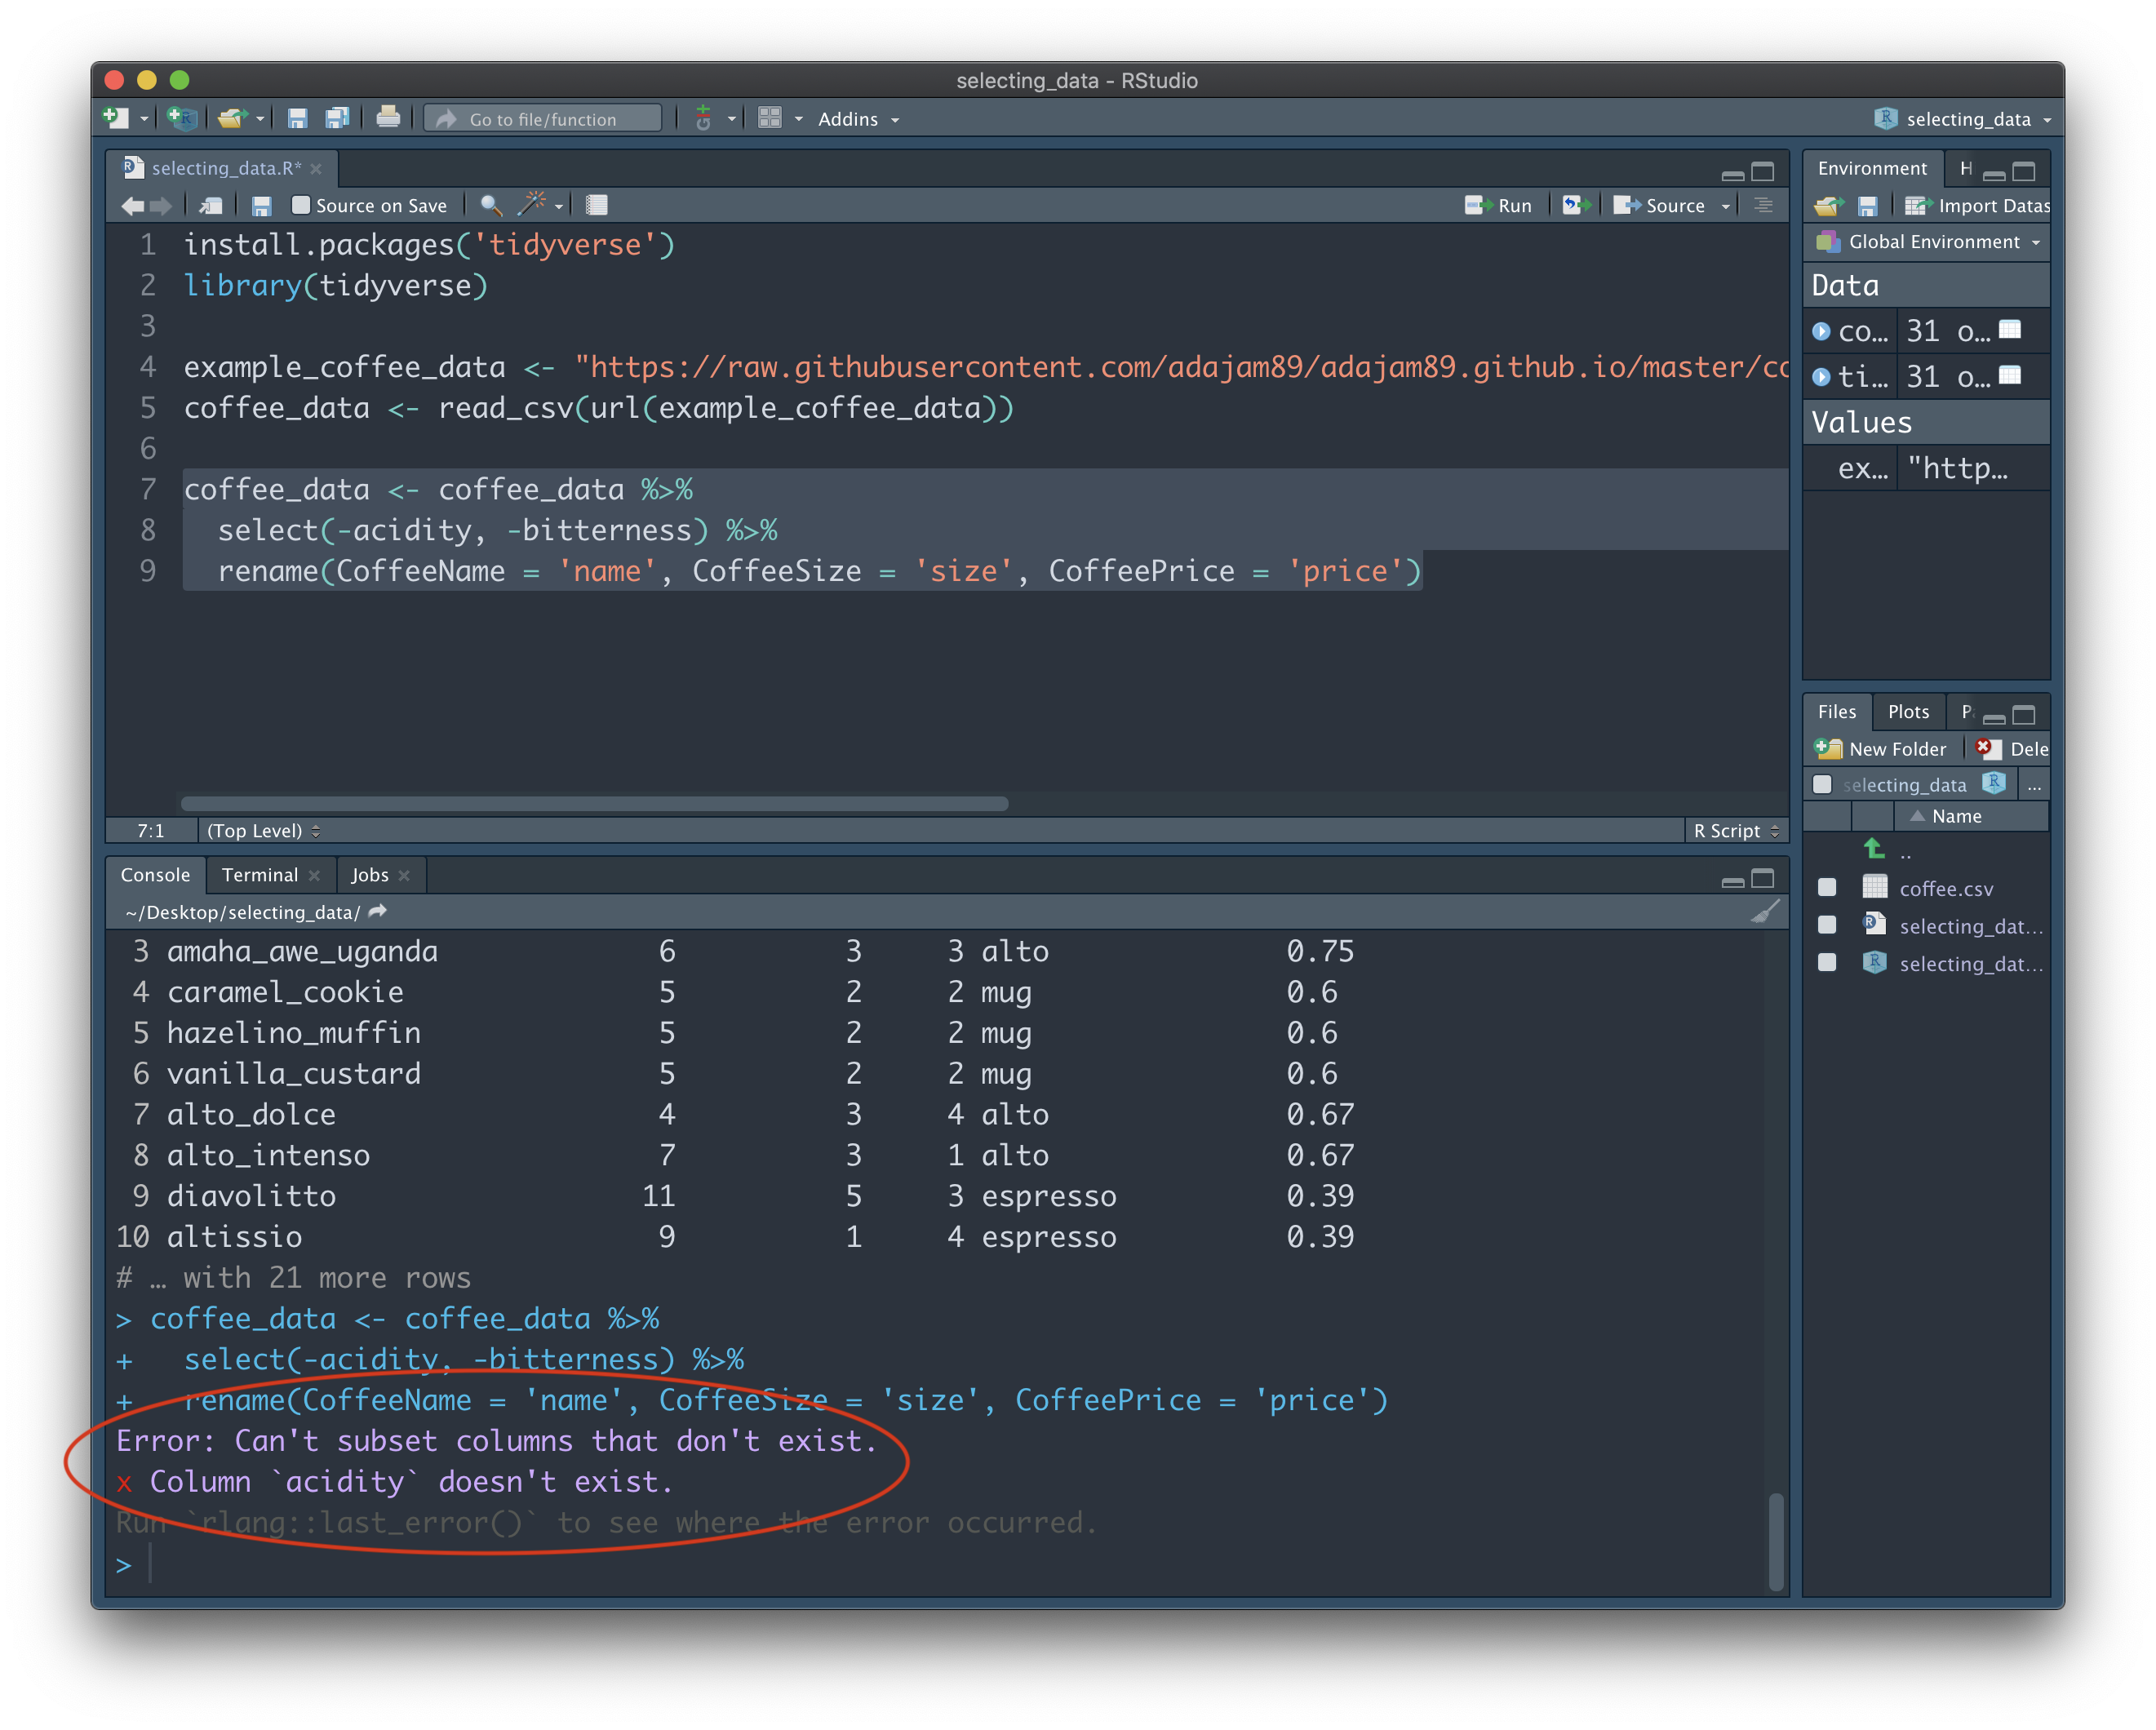 selecting_data - RStudio
Go to file/function
Addins
selecting_data
selecting_data.R*
Source on Save
Run
Source
1 install.packages('tidyverse')
2 library(tidyverse)
3
4 example_coffee_data <- "https://raw.githubusercontent.com/adajam89/adajam89.github.io/master/co
5 coffee_data <- read_csv(url(example_coffee_data))
6
7 coffee_data <- coffee_data %>%
8 select(-acidity, -bitterness) %>%
9 rename(CoffeeName = 'name', CoffeeSize = 'size', CoffeePrice = 'price')
7:1 (Top Level) R Script
Console Terminal Jobs
~/Desktop/selecting_data/
3 amaha_awe_uganda 6 3 3 alto 0.75
4 caramel_cookie 5 2 2 mug 0.6
5 hazelino_muffin 5 2 2 mug 0.6
6 vanilla_custard 5 2 2 mug 0.6
7 alto_dolce 4 3 4 alto 0.67
8 alto_intenso 7 3 1 alto 0.67
9 diavolitto 11 5 3 espresso 0.39
10 altissio 9 1 4 espresso 0.39
# … with 21 more rows
> coffee_data <- coffee_data %>%
+ select(-acidity, -bitterness) %>%
+ rename(CoffeeName = 'name', CoffeeSize = 'size', CoffeePrice = 'price')
Error: Can't subset columns that don't exist.
x Column `acidity` doesn't exist.
Run `rlang::last_error()` to see where the error occurred.
>
Environment H
Import Datas
Global Environment
Data
co... 31 o...
ti... 31 o...
Values
ex... "http...
Files Plots P
New Folder Dele
selecting_data ...
Name
..
coffee.csv
selecting_dat...
selecting_dat...